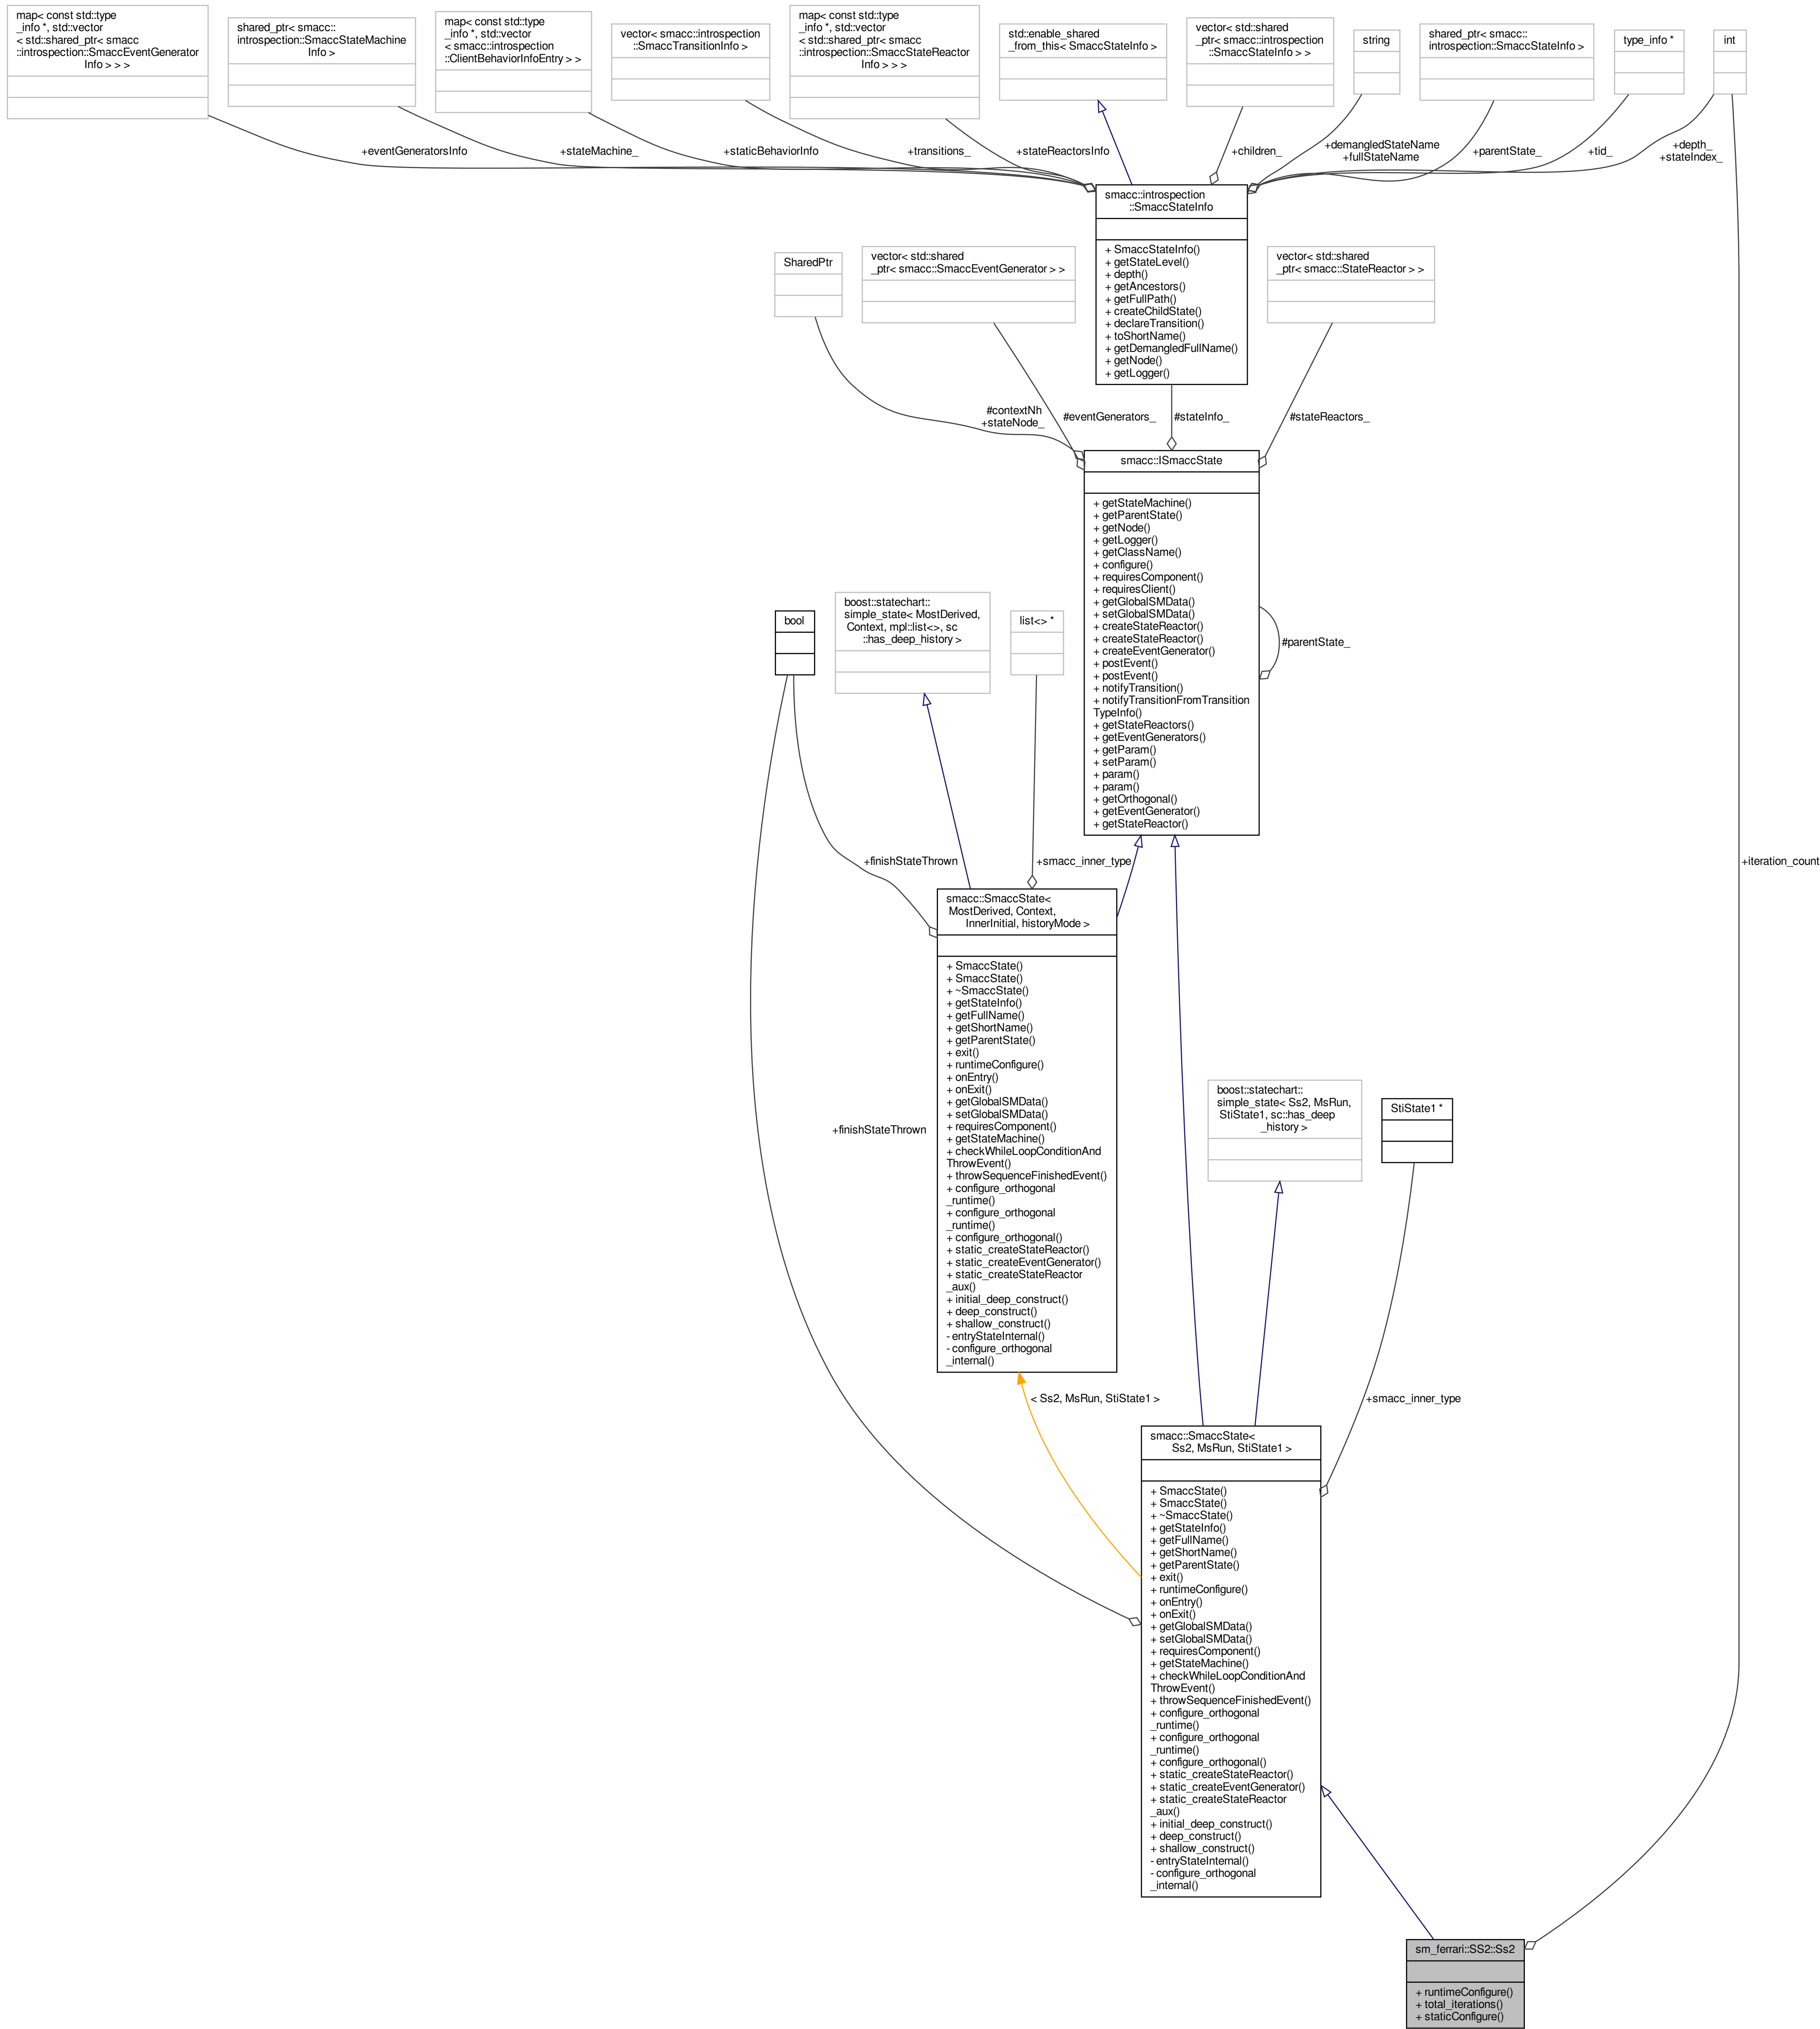 map< const std::type
_info *, std::vector
< std::shared_ptr< smacc
::introspection::SmaccEventGenerator
Info > > >
shared_ptr< smacc::
introspection::SmaccStateMachine
Info >
map< const std::type
_info *, std::vector
< smacc::introspection
::ClientBehaviorInfoEntry > >
vector< smacc::introspection
::SmaccTransitionInfo >
map< const std::type
_info *, std::vector
< std::shared_ptr< smacc
::introspection::SmaccStateReactor
Info > > >
std::enable_shared
_from_this< SmaccStateInfo >
vector< std::shared
_ptr< smacc::introspection
::SmaccStateInfo > >
string
shared_ptr< smacc::
introspection::SmaccStateInfo >
type_info *
int
+eventGeneratorsInfo
+stateMachine_
+staticBehaviorInfo
+transitions_
+stateReactorsInfo
+children_
+demangledStateName
+fullStateName
+parentState_
+tid_
+depth_
+stateIndex_
smacc::introspection
::SmaccStateInfo
+ SmaccStateInfo()
+ getStateLevel()
+ depth()
+ getAncestors()
+ getFullPath()
+ createChildState()
+ declareTransition()
+ toShortName()
+ getDemangledFullName()
+ getNode()
+ getLogger()
SharedPtr
vector< std::shared
_ptr< smacc::SmaccEventGenerator > >
vector< std::shared
_ptr< smacc::StateReactor > >
#contextNh
+stateNode_
#eventGenerators_
#stateInfo_
#stateReactors_
smacc::ISmaccState
+ getStateMachine()
+ getParentState()
+ getNode()
+ getLogger()
+ getClassName()
+ configure()
+ requiresComponent()
+ requiresClient()
+ getGlobalSMData()
+ setGlobalSMData()
+ createStateReactor()
+ createStateReactor()
+ createEventGenerator()
+ postEvent()
+ postEvent()
+ notifyTransition()
+ notifyTransitionFromTransition
TypeInfo()
+ getStateReactors()
+ getEventGenerators()
+ getParam()
+ setParam()
+ param()
+ param()
+ getOrthogonal()
+ getEventGenerator()
+ getStateReactor()
#parentState_
bool
boost::statechart::
simple_state< MostDerived,
Context, mpl::list<>, sc
::has_deep_history >
list<> *
+finishStateThrown
+smacc_inner_type
+iteration_count
smacc::SmaccState<
MostDerived, Context,
InnerInitial, historyMode >
+ SmaccState()
+ SmaccState()
+ ~SmaccState()
+ getStateInfo()
+ getFullName()
+ getShortName()
+ getParentState()
+ exit()
+ runtimeConfigure()
+ onEntry()
+ onExit()
+ getGlobalSMData()
+ setGlobalSMData()
+ requiresComponent()
+ getStateMachine()
+ checkWhileLoopConditionAnd
ThrowEvent()
+ throwSequenceFinishedEvent()
+ configure_orthogonal
_runtime()
+ configure_orthogonal
_runtime()
+ configure_orthogonal()
+ static_createStateReactor()
+ static_createEventGenerator()
+ static_createStateReactor
_aux()
+ initial_deep_construct()
+ deep_construct()
+ shallow_construct()
- entryStateInternal()
- configure_orthogonal
_internal()
+finishStateThrown
boost::statechart::
simple_state< Ss2, MsRun,
StiState1, sc::has_deep
_history >
StiState1 *
< Ss2, MsRun, StiState1 >
+smacc_inner_type
smacc::SmaccState<
Ss2, MsRun, StiState1 >
+ SmaccState()
+ SmaccState()
+ ~SmaccState()
+ getStateInfo()
+ getFullName()
+ getShortName()
+ getParentState()
+ exit()
+ runtimeConfigure()
+ onEntry()
+ onExit()
+ getGlobalSMData()
+ setGlobalSMData()
+ requiresComponent()
+ getStateMachine()
+ checkWhileLoopConditionAnd
ThrowEvent()
+ throwSequenceFinishedEvent()
+ configure_orthogonal
_runtime()
+ configure_orthogonal
_runtime()
+ configure_orthogonal()
+ static_createStateReactor()
+ static_createEventGenerator()
+ static_createStateReactor
_aux()
+ initial_deep_construct()
+ deep_construct()
+ shallow_construct()
- entryStateInternal()
- configure_orthogonal
_internal()
sm_ferrari::SS2::Ss2
+ runtimeConfigure()
+ total_iterations()
+ staticConfigure()